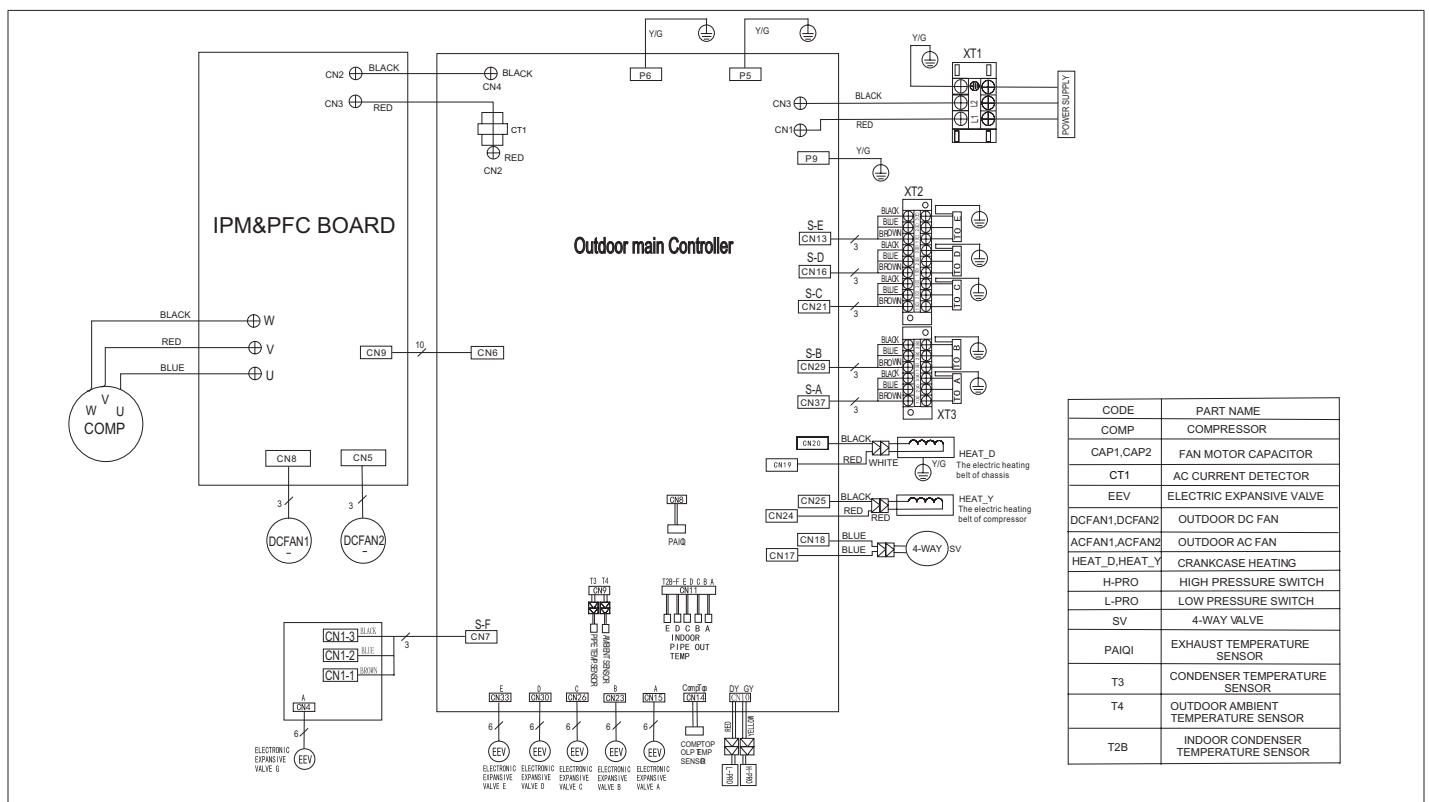 Y/G
Y/G
P6
P5
Y/G
XT1
L2
L1
POWER SUPPLY
CN2
BLACK
BLACK
CN4
CN3
RED
CT1
RED
CN2
CN3
BLACK
CN1
RED
P9
Y/G
IPM&PFC BOARD
Outdoor main Controller
XT2
S-E
CN13
3
BLACK
BLUE
BROWN
TO E
S-D
CN16
3
BLACK
BLUE
BROWN
TO D
S-C
CN21
3
BLACK
BLUE
BROWN
TO C
S-B
CN29
3
BLACK
BLUE
BROWN
TO B
S-A
CN37
3
BLACK
BLUE
BROWN
TO A
XT3
BLACK
W
RED
V
BLUE
U
CN9
10
CN6
V
W U
COMP
CN8
CN5
3
3
DCFAN1
~
DCFAN2
~
CN20
BLACK
CN19
RED
WHITE
Y/G
HEAT_D
The electric heating
belt of chassis
CN25
BLACK
CN24
RED
RED
HEAT_Y
The electric heating
belt of compressor
CN18
BLUE
CN17
BLUE
4-WAY
SV
CN8
PAIQI
T3 T4
CN9
PIPE TEMP.SENSOR
AMBIENT SENSOR
T2B-F E D C B A
CN11
E D C B A
INDOOR
PIPE OUT
TEMP
S-F
CN7
3
CN1-3
BLACK
CN1-2
BLUE
CN1-1
BROWN
A
CN4
6
EEV
ELECTRONIC
EXPANSIVE
VALVE G
E
CN33
6
EEV
ELECTRONIC
EXPANSIVE
VALVE E
D
CN30
6
EEV
ELECTRONIC
EXPANSIVE
VALVE D
C
CN26
6
EEV
ELECTRONIC
EXPANSIVE
VALVE C
B
CN23
6
EEV
ELECTRONIC
EXPANSIVE
VALVE B
A
CN15
6
EEV
ELECTRONIC
EXPANSIVE
VALVE A
CompTop
CN14
COMPTOP
OLP TEMP
SENSOR
DY GY
CN10
RED
YELLOW
L-PRO
H-PRO
CODE PART NAME
COMP COMPRESSOR
CAP1,CAP2 FAN MOTOR CAPACITOR
CT1 AC CURRENT DETECTOR
EEV ELECTRIC EXPANSIVE VALVE
DCFAN1,DCFAN2 OUTDOOR DC FAN
ACFAN1,ACFAN2 OUTDOOR AC FAN
HEAT_D,HEAT_Y CRANKCASE HEATING
H-PRO HIGH PRESSURE SWITCH
L-PRO LOW PRESSURE SWITCH
SV 4-WAY VALVE
PAIQI EXHAUST TEMPERATURE
SENSOR
T3 CONDENSER TEMPERATURE
SENSOR
T4 OUTDOOR AMBIENT
TEMPERATURE SENSOR
T2B INDOOR CONDENSER
TEMPERATURE SENSOR